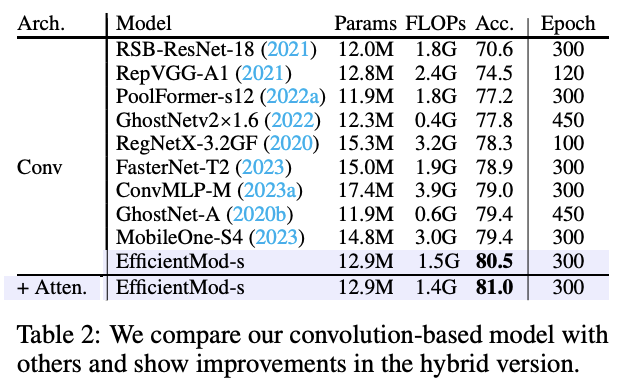 Arch. Model Params FLOPs Acc. Epoch
RSB-ResNet-18 (2021) 12.0M 1.8G 70.6 300
RepVGG-A1 (2021) 12.8M 2.4G 74.5 120
PoolFormer-s12 (2022a) 11.9M 1.8G 77.2 300
GhostNetv2×1.6 (2022) 12.3M 0.4G 77.8 450
RegNetX-3.2GF (2020) 15.3M 3.2G 78.3 100
Conv FasterNet-T2 (2023) 15.0M 1.9G 78.9 300
ConvMLP-M (2023a) 17.4M 3.9G 79.0 300
GhostNet-A (2020b) 11.9M 0.6G 79.4 450
MobileOne-S4 (2023) 14.8M 3.0G 79.4 300
EfficientMod-s 12.9M 1.5G 80.5 300
+ Atten. EfficientMod-s 12.9M 1.4G 81.0 300
Table 2: We compare our convolution-based model with
others and show improvements in the hybrid version.